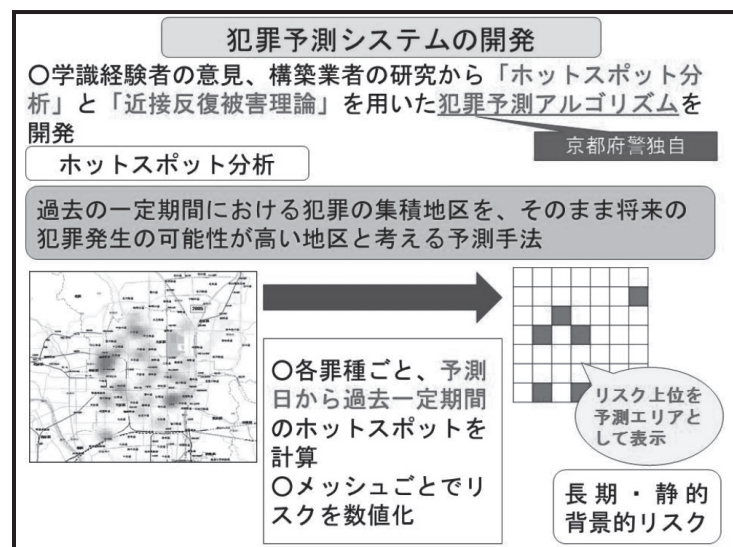 犯罪予測システムの開発
〇学識経験者の意見、構築業者の研究から「ホットスポット分
析」と「近接反復被害理論」を用いた犯罪予測アルゴリズムを
開発
京都府警独自
ホットスポット分析
過去の一定期間における犯罪の集積地区を、そのまま将来の
犯罪発生の可能性が高い地区と考える予測手法
〇各罪種ごと、予測
日から過去一定期間
のホットスポットを
計算
〇メッシュごとでリ
スクを数値化
リスク上位を
予測エリアと
して表示
長期・静的
背景的リスク